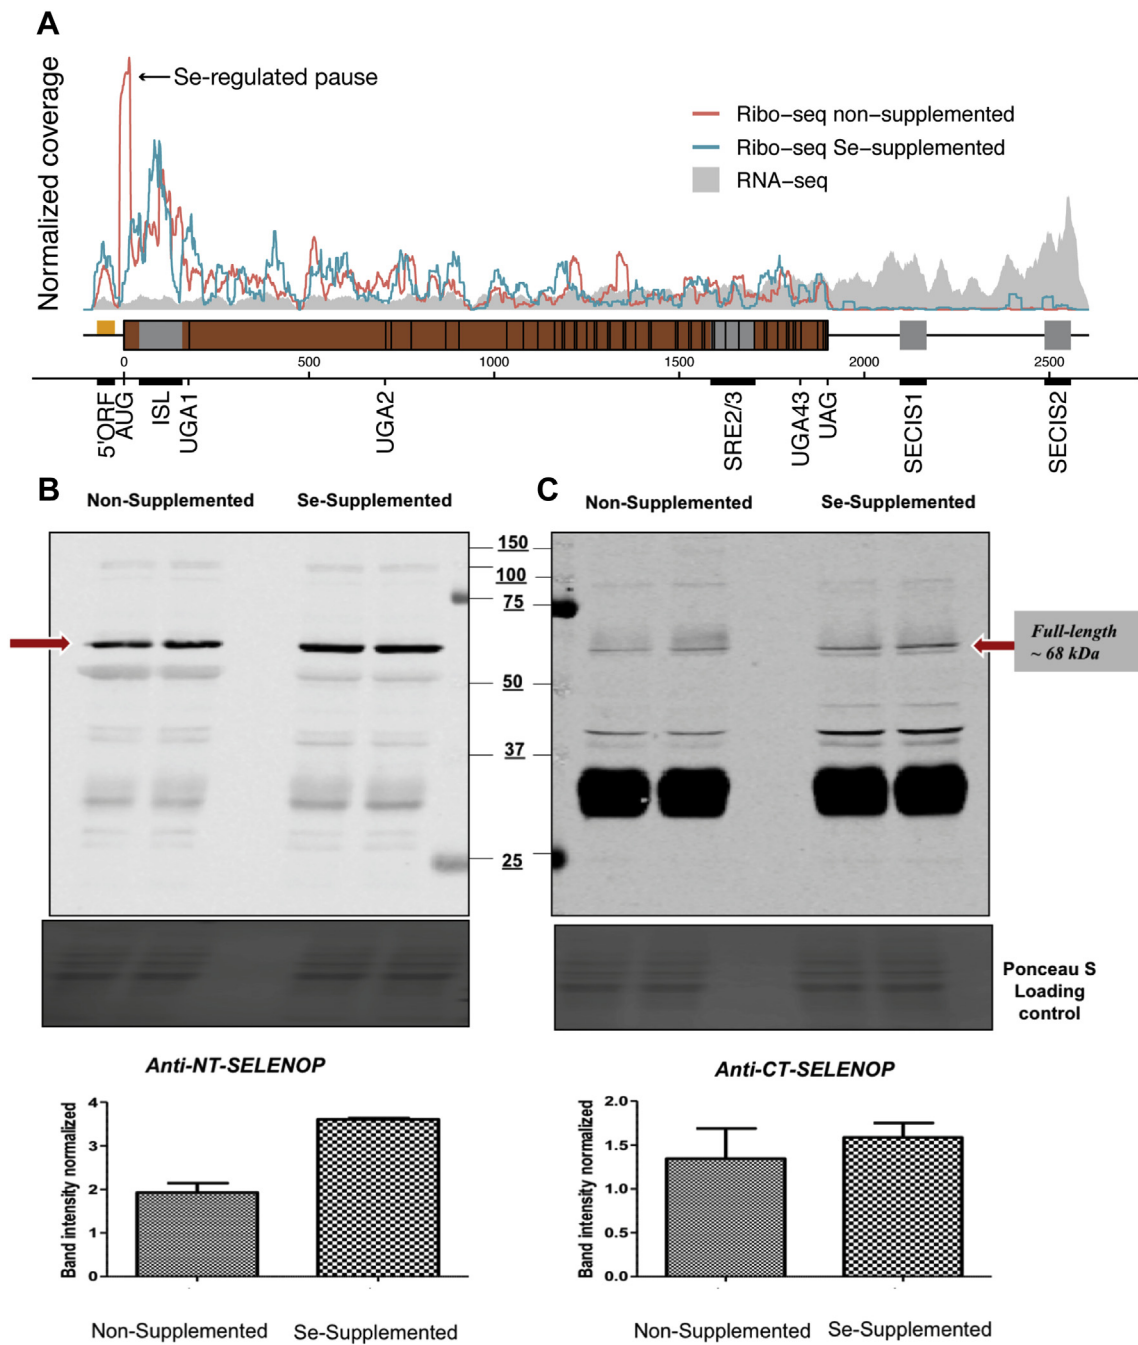 A
Normalized coverage
←Se-regulated pause
Ribo-seq non-supplemented
Ribo-seq Se-supplemented
RNA-seq
0
500
1000
1500
2000
2500
5'ORF
AUG
ISL
UGA1
UGA2
SRE2/3
UGA43
UAG
SECIS1
SECIS2
B
Non-Supplemented
Se-Supplemented
C
Non-Supplemented
Se-Supplemented
150
100
75
50
37
25
Full-length
~ 68 kDa
Ponceau S
Loading
control
Anti-NT-SELENOP
Band intensity normalized
4
3
2
1
0
Non-Supplemented
Se-Supplemented
Anti-CT-SELENOP
Band intensity normalized
2.0
1.5
1.0
0.5
0.0
Non-Supplemented
Se-Supplemented